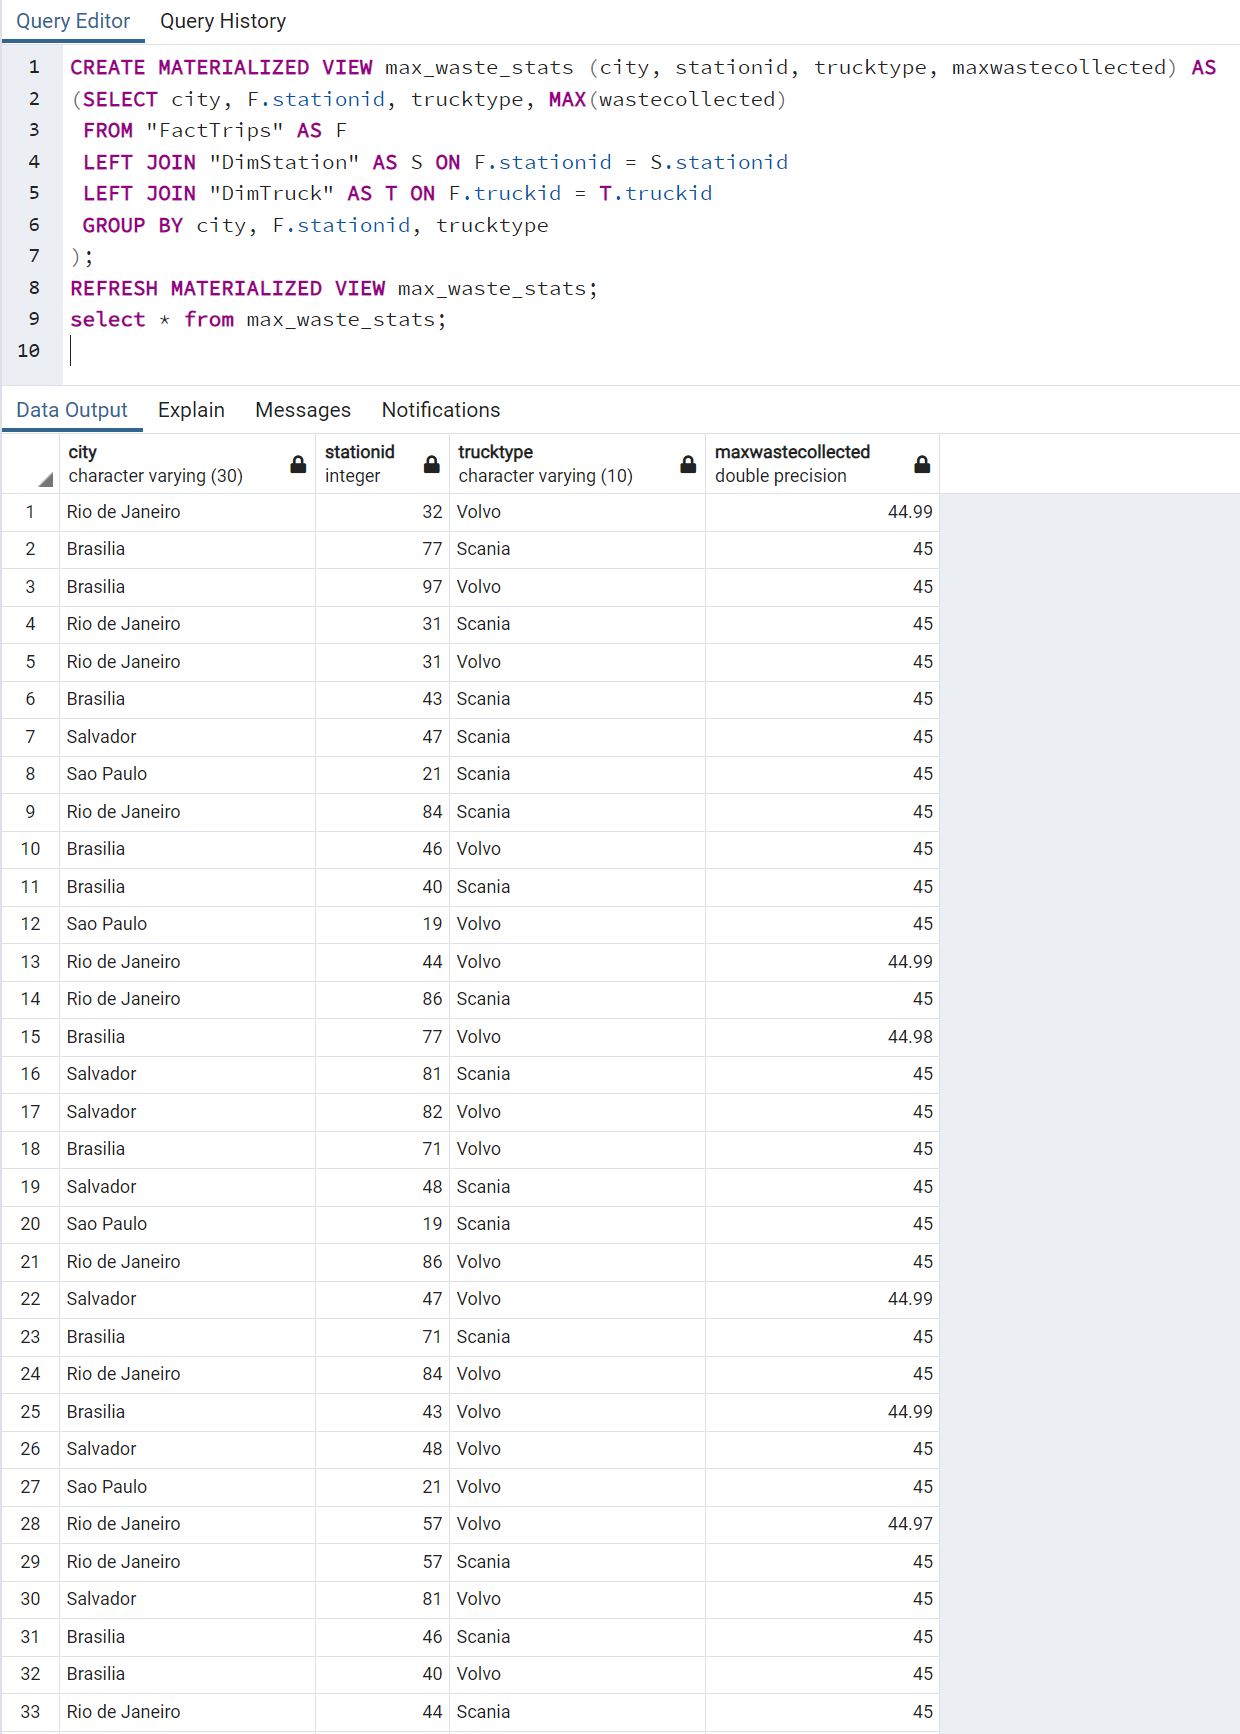 Query Editor Query History
1 CREATE MATERIALIZED VIEW max_waste_stats (city, stationid, trucktype, maxwastecollected) AS
2 (SELECT city, F.stationid, trucktype, MAX(wastecollected)
3 FROM "FactTrips" AS F
4 LEFT JOIN "DimStation" AS S ON F.stationid = S.stationid
5 LEFT JOIN "DimTruck" AS T ON F.truckid = T.truckid
6 GROUP BY city, F.stationid, trucktype
7 );
8 REFRESH MATERIALIZED VIEW max_waste_stats;
9 select * from max_waste_stats;
10
Data Output Explain Messages Notifications
city stationid trucktype maxwastecollected
character varying (30) integer character varying (10) double precision
1 Rio de Janeiro 32 Volvo 44.99
2 Brasilia 77 Scania 45
3 Brasilia 97 Volvo 45
4 Rio de Janeiro 31 Scania 45
5 Rio de Janeiro 31 Volvo 45
6 Brasilia 43 Scania 45
7 Salvador 47 Scania 45
8 Sao Paulo 21 Scania 45
9 Rio de Janeiro 84 Scania 45
10 Brasilia 46 Volvo 45
11 Brasilia 40 Scania 45
12 Sao Paulo 19 Volvo 45
13 Rio de Janeiro 44 Volvo 44.99
14 Rio de Janeiro 86 Scania 45
15 Brasilia 77 Volvo 44.98
16 Salvador 81 Scania 45
17 Salvador 82 Volvo 45
18 Brasilia 71 Volvo 45
19 Salvador 48 Scania 45
20 Sao Paulo 19 Scania 45
21 Rio de Janeiro 86 Volvo 45
22 Salvador 47 Volvo 44.99
23 Brasilia 71 Scania 45
24 Rio de Janeiro 84 Volvo 45
25 Brasilia 43 Volvo 44.99
26 Salvador 48 Volvo 45
27 Sao Paulo 21 Volvo 45
28 Rio de Janeiro 57 Volvo 44.97
29 Rio de Janeiro 57 Scania 45
30 Salvador 81 Volvo 45
31 Brasilia 46 Scania 45
32 Brasilia 40 Volvo 45
33 Rio de Janeiro 44 Scania 45